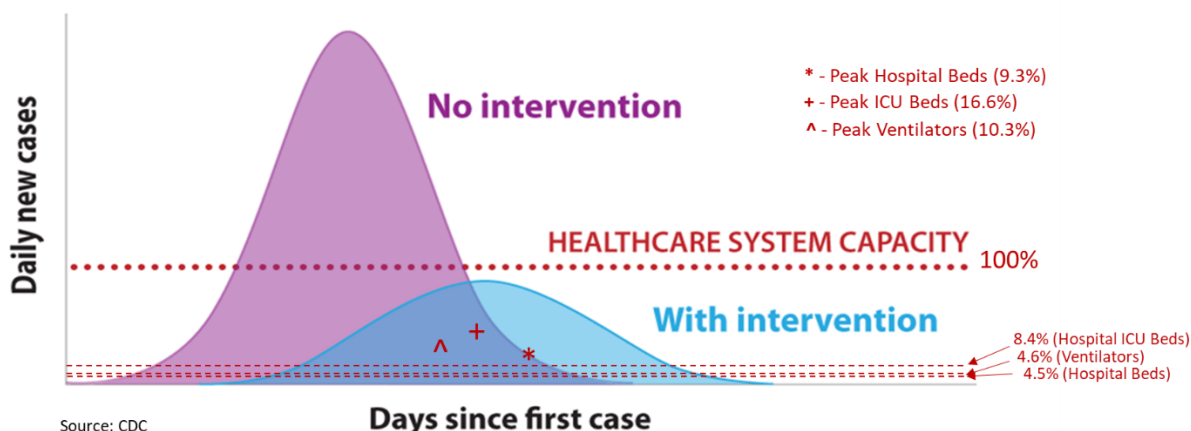 * - Peak Hospital Beds (9.3%)
+ - Peak ICU Beds (16.6%)
^ - Peak Ventilators (10.3%)
No intervention
Daily new cases
HEALTHCARE SYSTEM CAPACITY
100%
With intervention
+
^
*
8.4% (Hospital ICU Beds)
4.6% (Ventilators)
4.5% (Hospital Beds)
Days since first case
Source: CDC